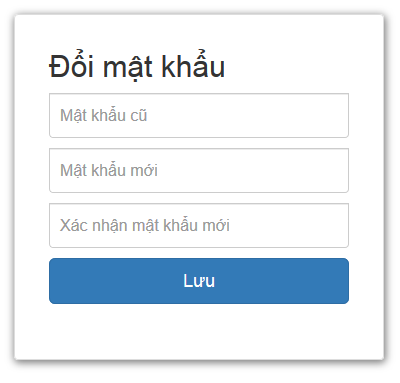 Đổi mật khẩu
Mật khẩu cũ
Mật khẩu mới
Xác nhận mật khẩu mới
Lưu